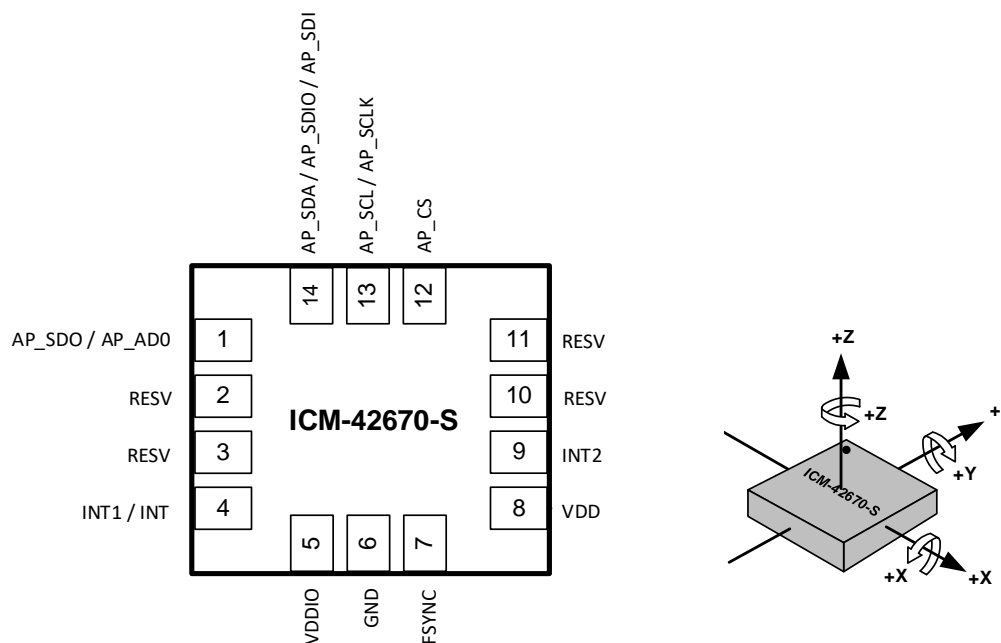 AP_SDA / AP_SDIO / AP_SDI
AP_SCL / AP_SCLK
AP_CS
14
13
12
AP_SDO / AP_AD0
1
11
RESV
RESV
2
10
RESV
ICM-42670-S
RESV
3
9
INT2
INT1 / INT
4
8
VDD
5
6
7
VDDIO
GND
FSYNC
+Z
+Z
+
+Y
ICM-42670-S
+X
+X